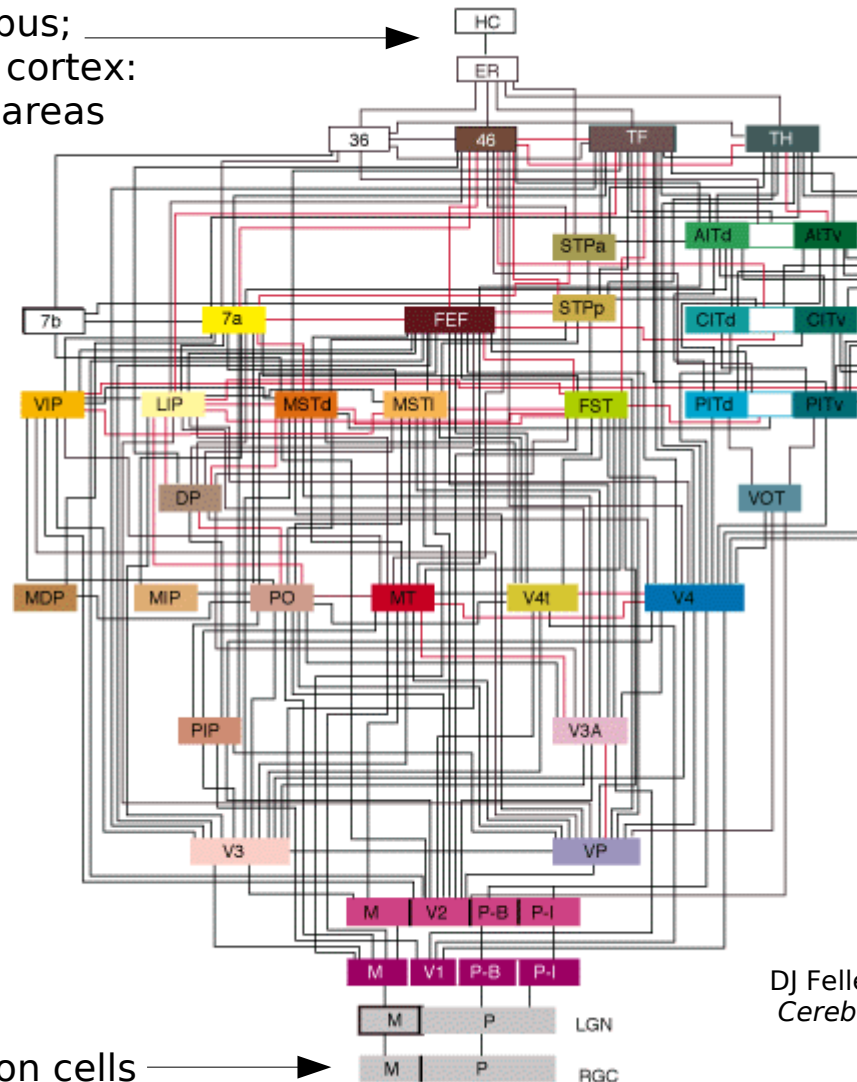 pus;
cortex:
areas
HC
ER
36 46 TF TH
STPa AITd AITv
7b 7a FEF STPp CITd CITv
VIP LIP MSTd MSTl FST PITd PITv
DP VOT
MDP MIP PO MT V4t V4
PIP V3A
V3 VP
M V2 P-B P-I
M V1 P-B P-I
DJ Felle
Cereb
M P LGN
on cells M P RGC